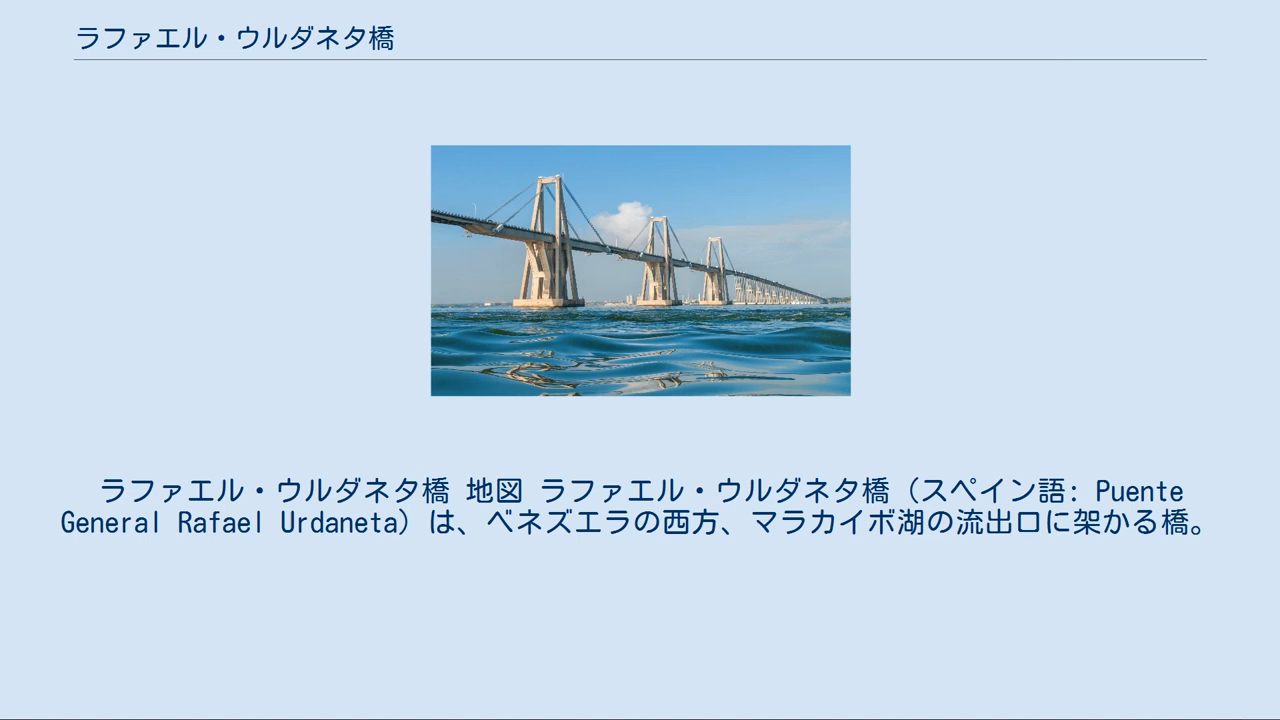 ラファエル・ウルダネタ橋
ラファエル・ウルダネタ橋 地図 ラファエル・ウルダネタ橋（スペイン語: Puente
General Rafael Urdaneta）は、ベネズエラの西方、マラカイボ湖の流出口に架かる橋。